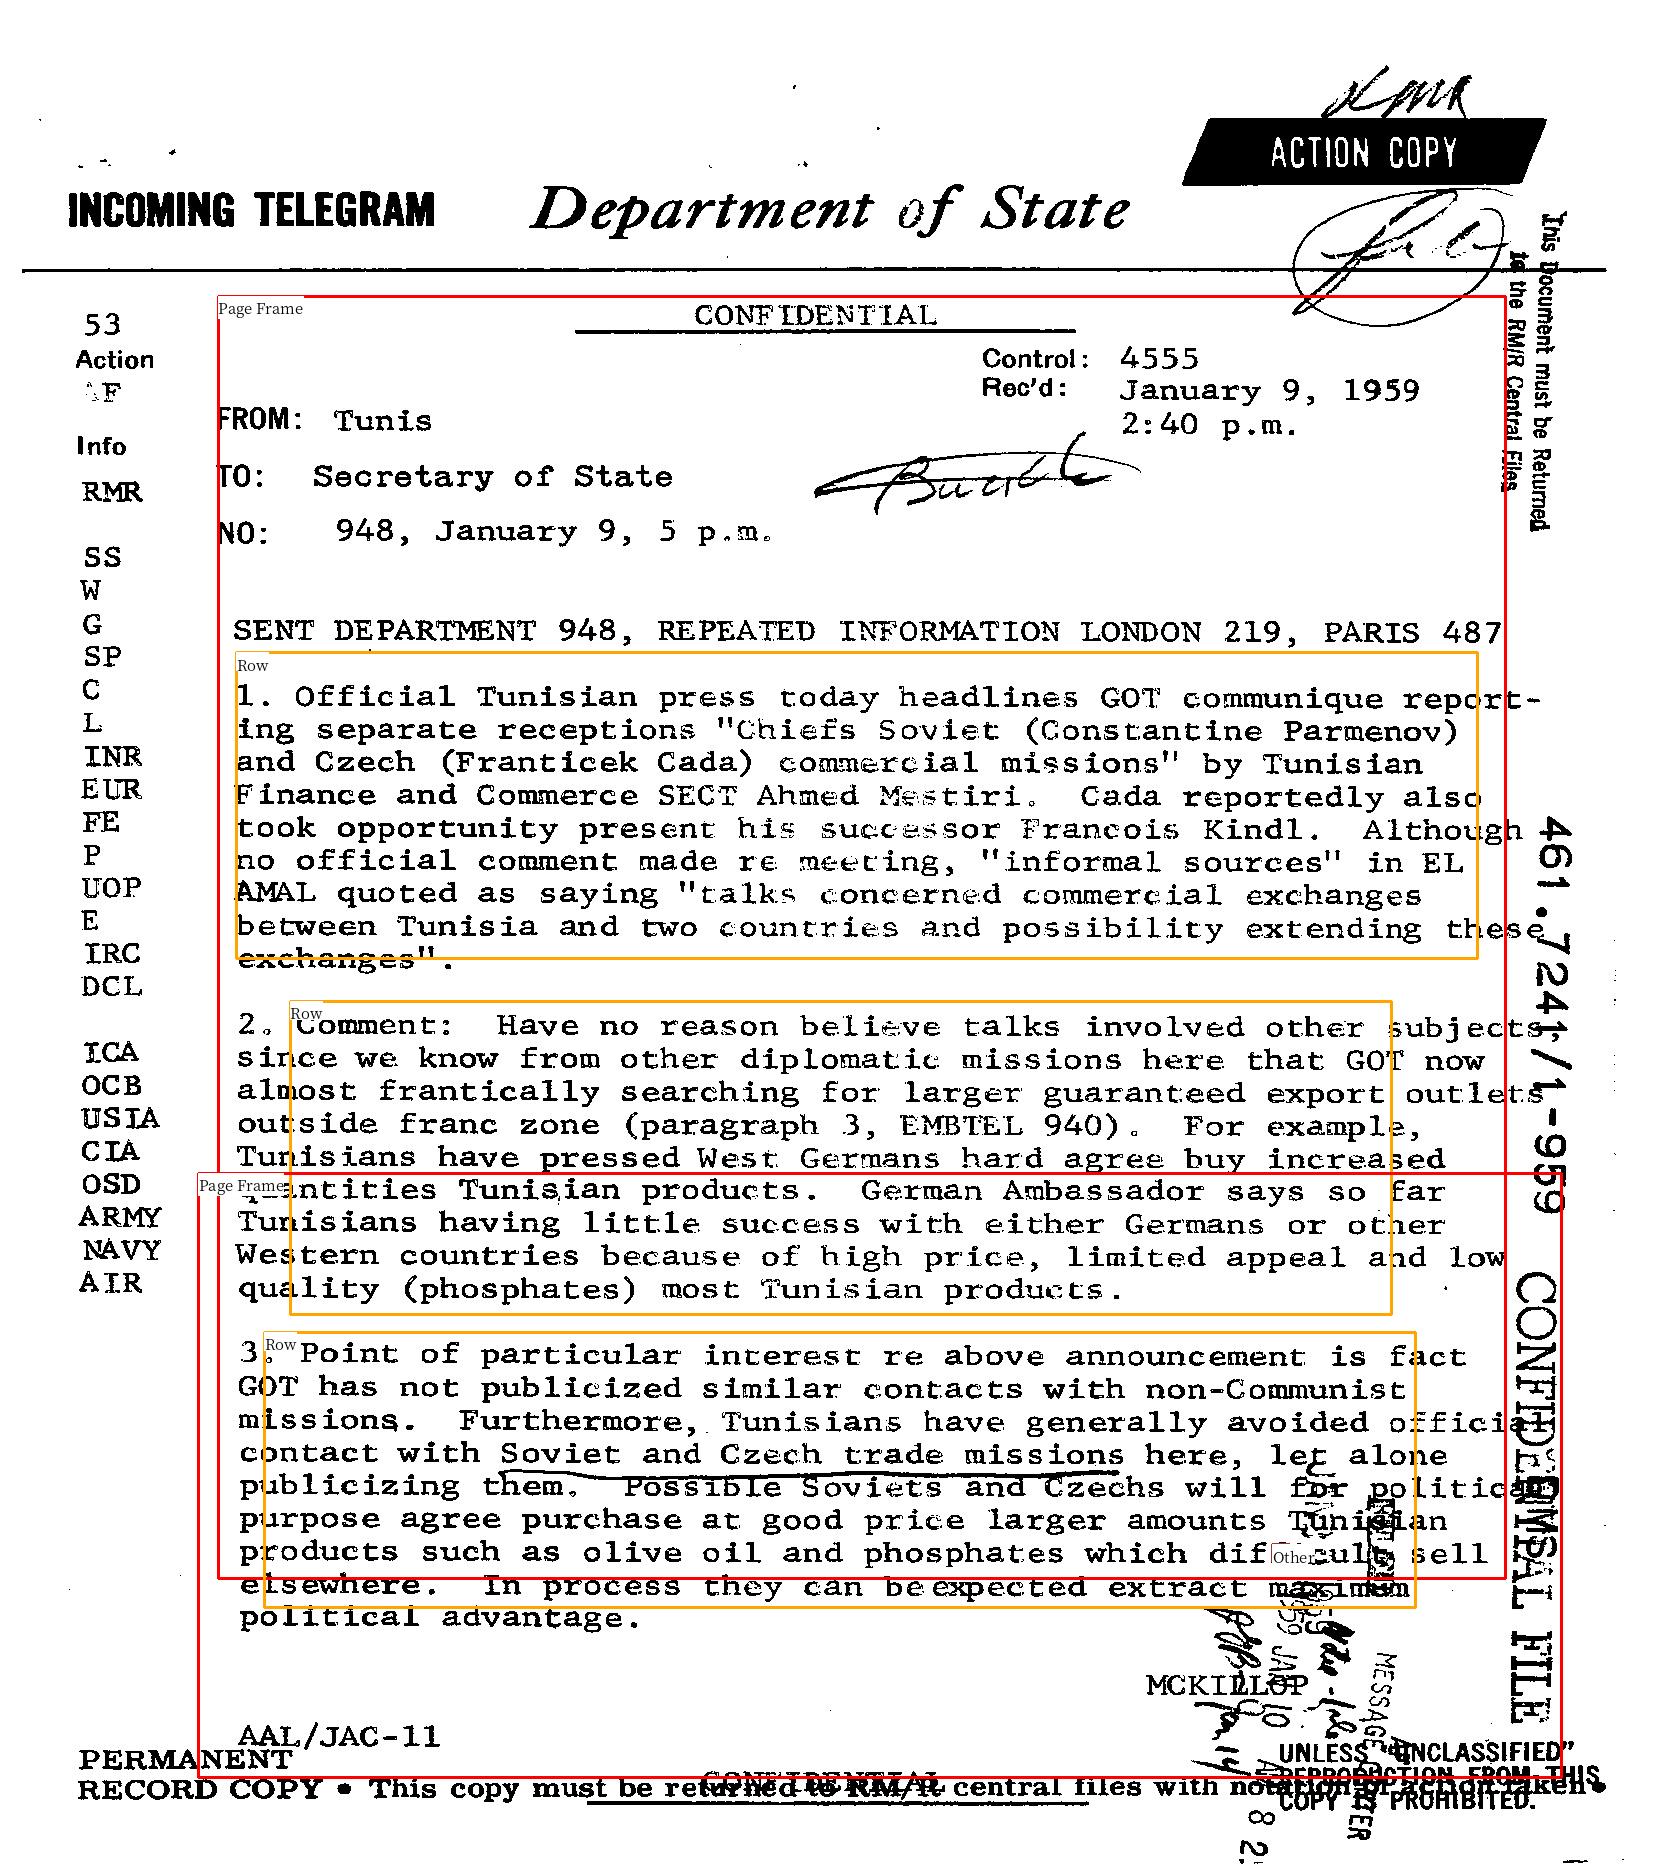 ACTION COPY
INCOMING TELEGRAM Department of State
This Document must be Returned
to the RM/R Central Files
CONFIDENTIAL
53
Action
AF
Info
RMR
SS
W
G
SP
C
L
INR
EUR
FE
P
UOP
E
IRC
DCL
ICA
OCB
USIA
CIA
OSD
ARMY
NAVY
AIR
Control: 4555
Rec'd: January 9, 1959
2:40 p.m.
FROM: Tunis
TO: Secretary of State
NO: 948, January 9, 5 p.m.
SENT DEPARTMENT 948, REPEATED INFORMATION LONDON 219, PARIS 487
Page Frame
Row
1. Official Tunisian press today headlines GOT communique report-
ing separate receptions "Chiefs Soviet (Constantine Parmenov)
and Czech (Franticek Cada) commercial missions" by Tunisian
Finance and Commerce SECT Ahmed Mestiri. Cada reportedly also
took opportunity present his successor Francois Kindl. Although
no official comment made re meeting, "informal sources" in EL
AMAL quoted as saying "talks concerned commercial exchanges
between Tunisia and two countries and possibility extending these
exchanges".
Row
2. Comment: Have no reason believe talks involved other subjects
since we know from other diplomatic missions here that GOT now
almost frantically searching for larger guaranteed export outlets
outside franc zone (paragraph 3, EMBTEL 940). For example,
Tunisians have pressed West Germans hard agree buy increased
Page Frame
quantities Tunisian products. German Ambassador says so far
Tunisians having little success with either Germans or other
Western countries because of high price, limited appeal and low
quality (phosphates) most Tunisian products.
Row
3. Point of particular interest re above announcement is fact
GOT has not publicized similar contacts with non-Communist
missions. Furthermore, Tunisians have generally avoided official
contact with Soviet and Czech trade missions here, let alone
publicizing them. Possible Soviets and Czechs will for political
purpose agree purchase at good price larger amounts Tunisian
products such as olive oil and phosphates which difficult sell
Other
elsewhere. In process they can be expected extract maximum
political advantage.
MCKILLOP
AAL/JAC-11
461.7241/1-959
CONFIDENTIAL FILE
CONFIDENTIAL
PERMANENT
RECORD COPY • This copy must be returned to RM/R central files with notation of action taken •
UNLESS "UNCLASSIFIED"
REPRODUCTION FROM THIS
COPY IS PROHIBITED.